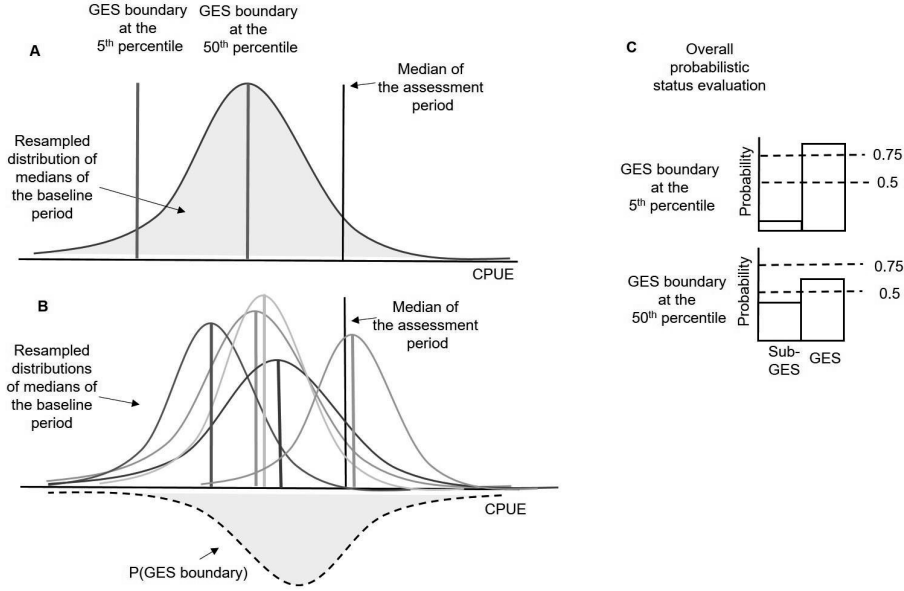 GES boundary
at the
5th percentile
GES boundary
at the
50th percentile
A
Median of
the assessment
period
Resampled
distribution of
medians of
the baseline
period
CPUE
B
Median of
the assessment
period
Resampled
distributions
of medians of
the baseline
period
CPUE
P(GES boundary)
C
Overall
probabilistic
status evaluation
GES boundary
at the
5th percentile
Probability
0.75
0.5
GES boundary
at the
50th percentile
Probability
0.75
0.5
Sub-
GES
GES